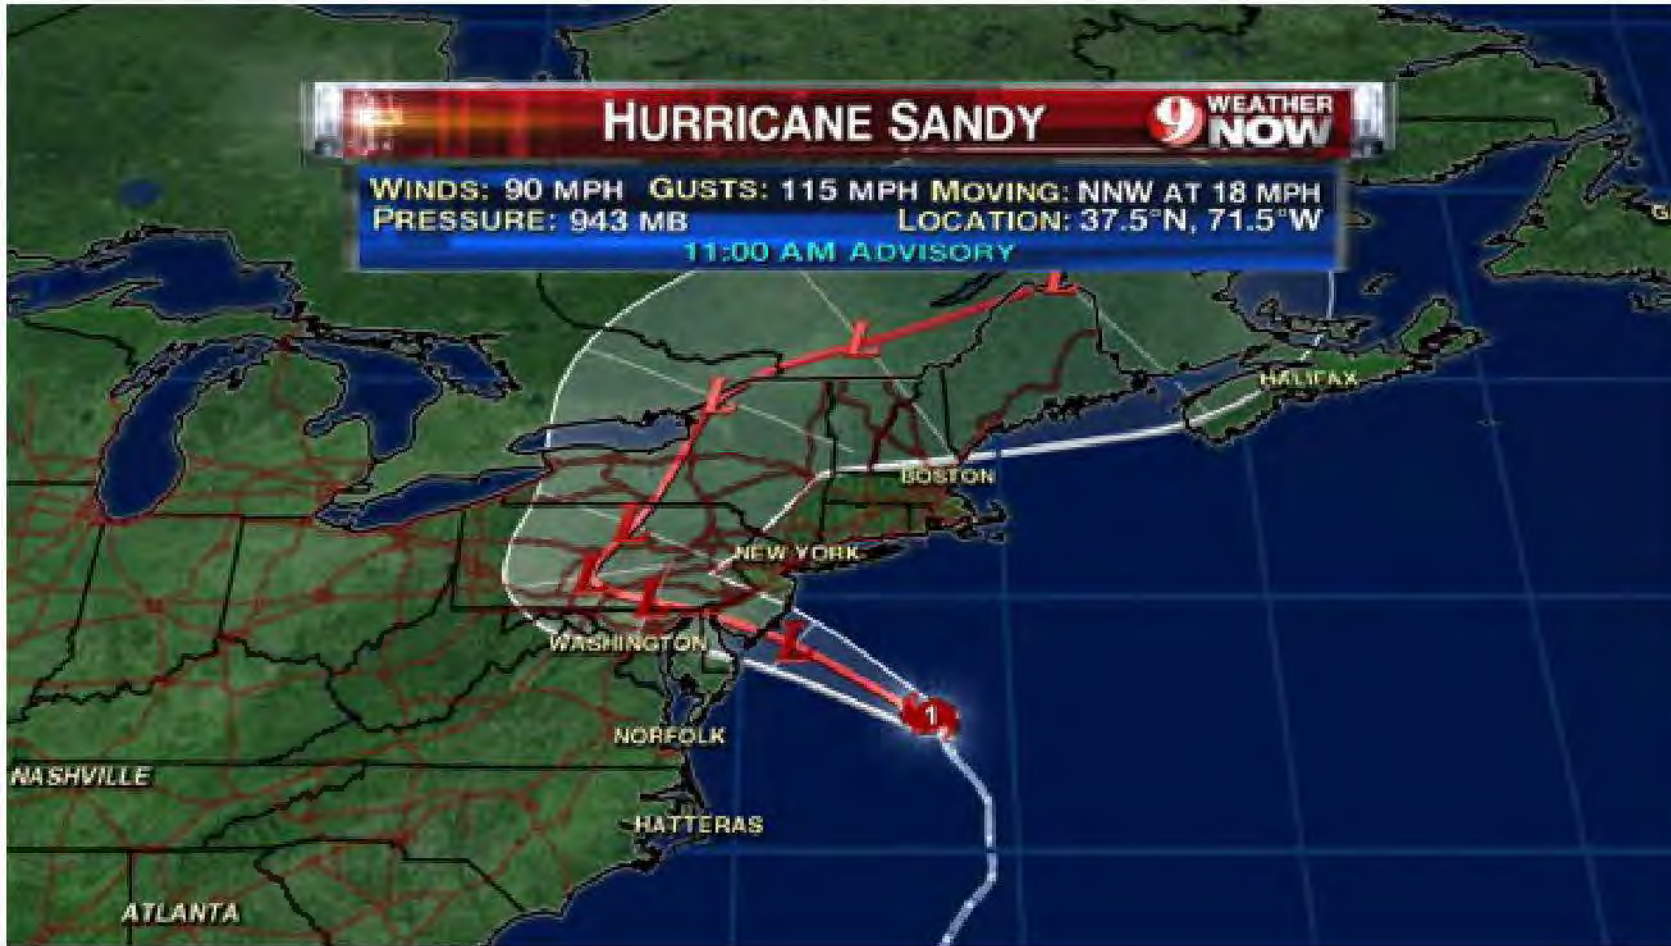 HURRICANE SANDY
9 WEATHER NOW
WINDS: 90 MPH GUSTS: 115 MPH MOVING: NNW AT 18 MPH
PRESSURE: 943 MB LOCATION: 37.5°N, 71.5°W
11:00 AM ADVISORY
L
L
HALIFAX
L
BOSTON
L
NEW YORK
L
L
WASHINGTON
L
1
NORFOLK
NASHVILLE
HATTERAS
ATLANTA